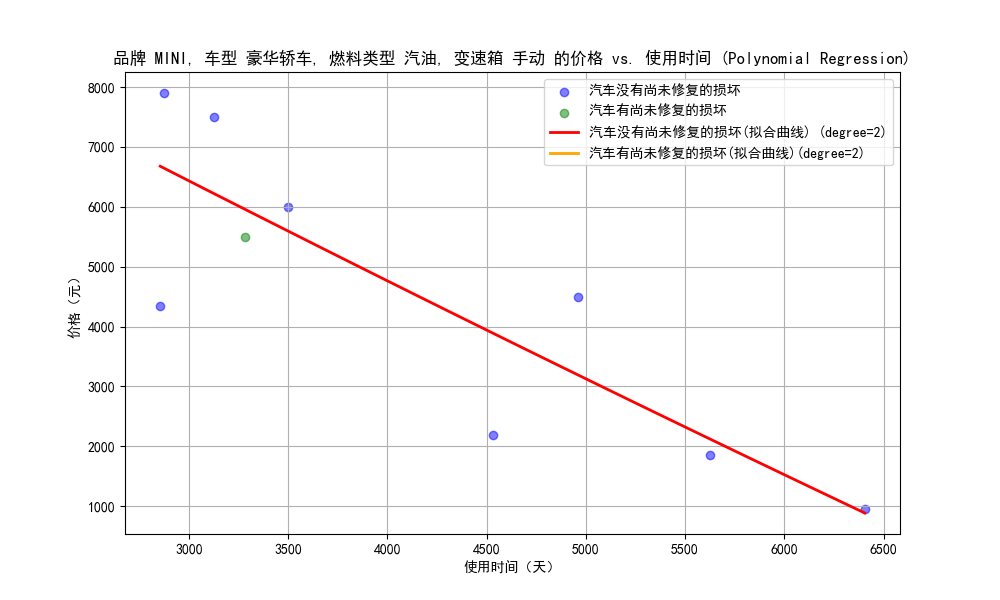 品牌 MINI, 车型 豪华轿车, 燃料类型 汽油, 变速箱 手动 的价格 vs. 使用时间 (Polynomial Regression)
汽车没有尚未修复的损坏
汽车有尚未修复的损坏
汽车没有尚未修复的损坏(拟合曲线) (degree=2)
汽车有尚未修复的损坏(拟合曲线)(degree=2)
价格（元）
8000
7000
6000
5000
4000
3000
2000
1000
3000 3500 4000 4500 5000 5500 6000 6500
使用时间（天）